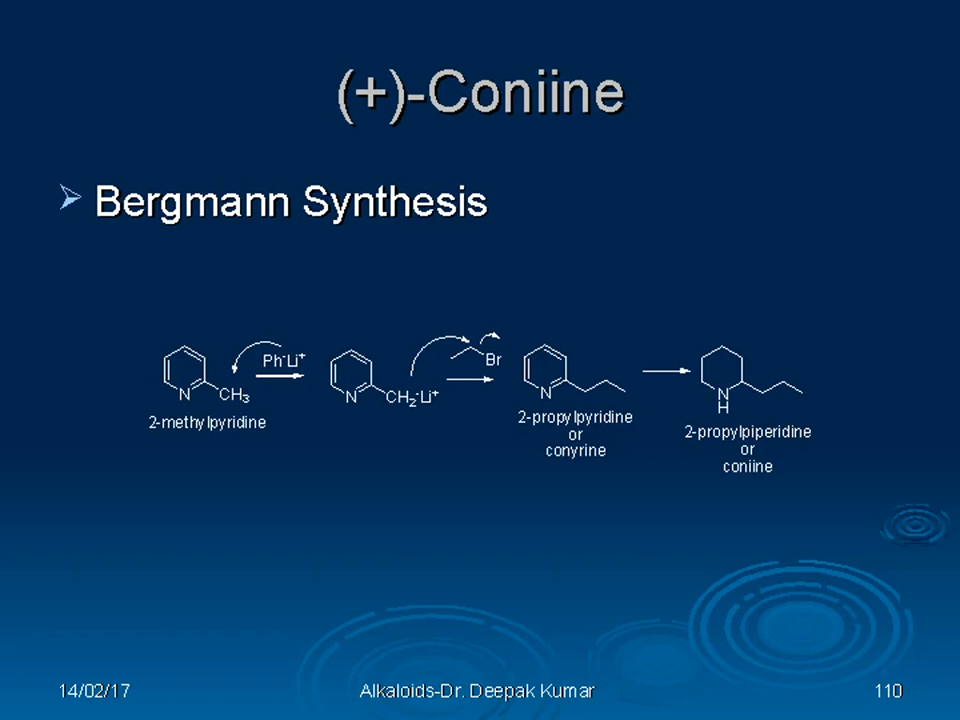 (+)-Coniine
Bergmann Synthesis
Ph⁻Li⁺
Br
N
CH₃
N
CH₂⁻Li⁺
N
N
H
2-methylpyridine
2-propylpyridine
or
conyrine
2-propylpiperidine
or
coniine
14/02/17
Alkaloids-Dr. Deepak Kumar
110